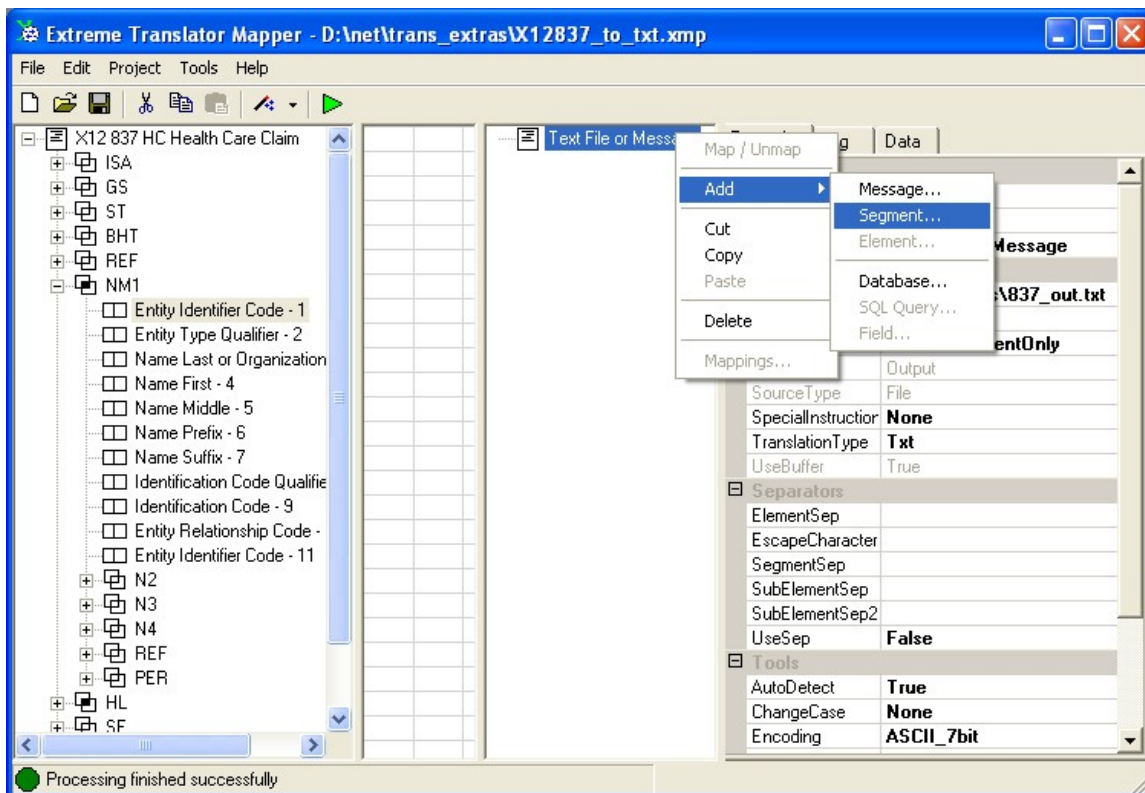 Extreme Translator Mapper - D:\net\trans_extras\X12837_to_txt.xmp
File Edit Project Tools Help
X12 837 HC Health Care Claim
ISA
GS
ST
BHT
REF
NM1
Entity Identifier Code - 1
Entity Type Qualifier - 2
Name Last or Organization
Name First - 4
Name Middle - 5
Name Prefix - 6
Name Suffix - 7
Identification Code Qualifie
Identification Code - 9
Entity Relationship Code -
Entity Identifier Code - 11
N2
N3
N4
REF
PER
HL
Text File or Messa
Map / Unmap
Add
Cut
Copy
Paste
Delete
Mappings...
Message...
Segment...
Element...
Database...
SQL Query...
Field...
g Data
Message
\837_out.txt
entOnly
Output
SourceType File
SpecialInstruction None
TranslationType Txt
UseBuffer True
Separators
ElementSep
EscapeCharacter
SegmentSep
SubElementSep
SubElementSep2
UseSep False
Tools
AutoDetect True
ChangeCase None
Encoding ASCII_7bit
Processing finished successfully